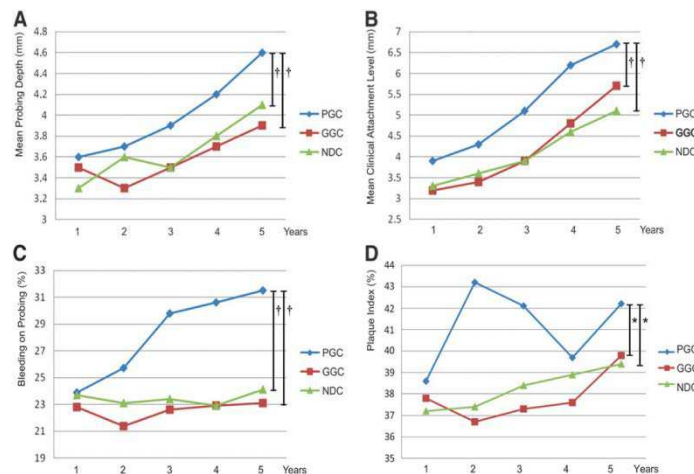 A
Mean Probing Depth (mm)
4.8
4.6
4.4
4.2
4
3.8
3.6
3.4
3.2
3
1 2 3 4 5 Years
† †
PGC
GGC
NDC
B
Mean Clinical Attachment Level (mm)
7
6.5
6
5.5
5
4.5
4
3.5
3
2.5
1 2 3 4 5 Years
† †
PGC
GGC
NDC
C
Bleeding on Probing (%)
33
31
29
27
25
23
21
19
1 2 3 4 5 Years
† †
PGC
GGC
NDC
D
Plaque Index (%)
44
43
42
41
40
39
38
37
36
35
1 2 3 4 5 Years
* *
PGC
GGC
NDC